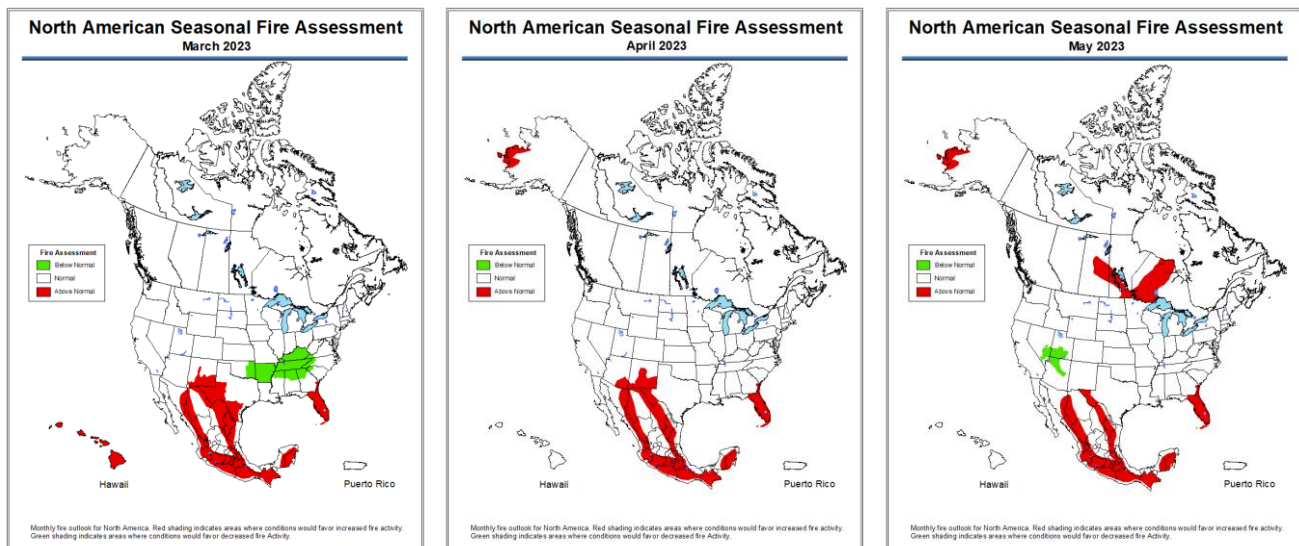 North American Seasonal Fire Assessment
March 2023
Fire Assessment
Below Normal
Normal
Above Normal
Hawaii
Puerto Rico
Monthly fire outlook for North America. Red shading indicates areas where conditions would favor increased fire activity.
Green shading indicates areas where conditions would favor decreased fire Activity.
North American Seasonal Fire Assessment
April 2023
Fire Assessment
Below Normal
Normal
Above Normal
Hawaii
Puerto Rico
Monthly fire outlook for North America. Red shading indicates areas where conditions would favor increased fire activity.
Green shading indicates areas where conditions would favor decreased fire Activity.
North American Seasonal Fire Assessment
May 2023
Fire Assessment
Below Normal
Normal
Above Normal
Hawaii
Puerto Rico
Monthly fire outlook for North America. Red shading indicates areas where conditions would favor increased fire activity.
Green shading indicates areas where conditions would favor decreased fire Activity.